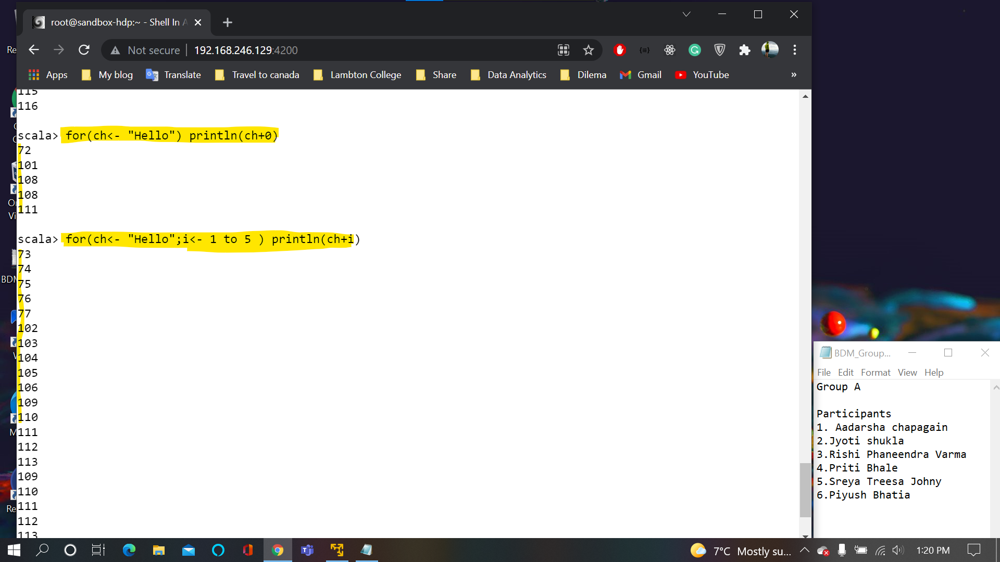 root@sandbox-hdp:~ - Shell In A
Not secure 192.168.246.129:4200
Apps My blog Translate Travel to canada Lambton College Share Data Analytics Dilema Gmail YouTube »
115
116
scala> for(ch<- "Hello") println(ch+0)
72
101
108
108
111
scala> for(ch<- "Hello";i<- 1 to 5 ) println(ch+i)
73
74
75
76
77
102
103
104
105
106
109
110
111
112
113
109
110
111
112
113
Re
Vi
BDM
Re
BDM_Group...
File Edit Format View Help
Group A
Participants
1. Aadarsha chapagain
2.Jyoti shukla
3.Rishi Phaneendra Varma
4.Priti Bhale
5.Sreya Treesa Johny
6.Piyush Bhatia
7°C Mostly su...
1:20 PM